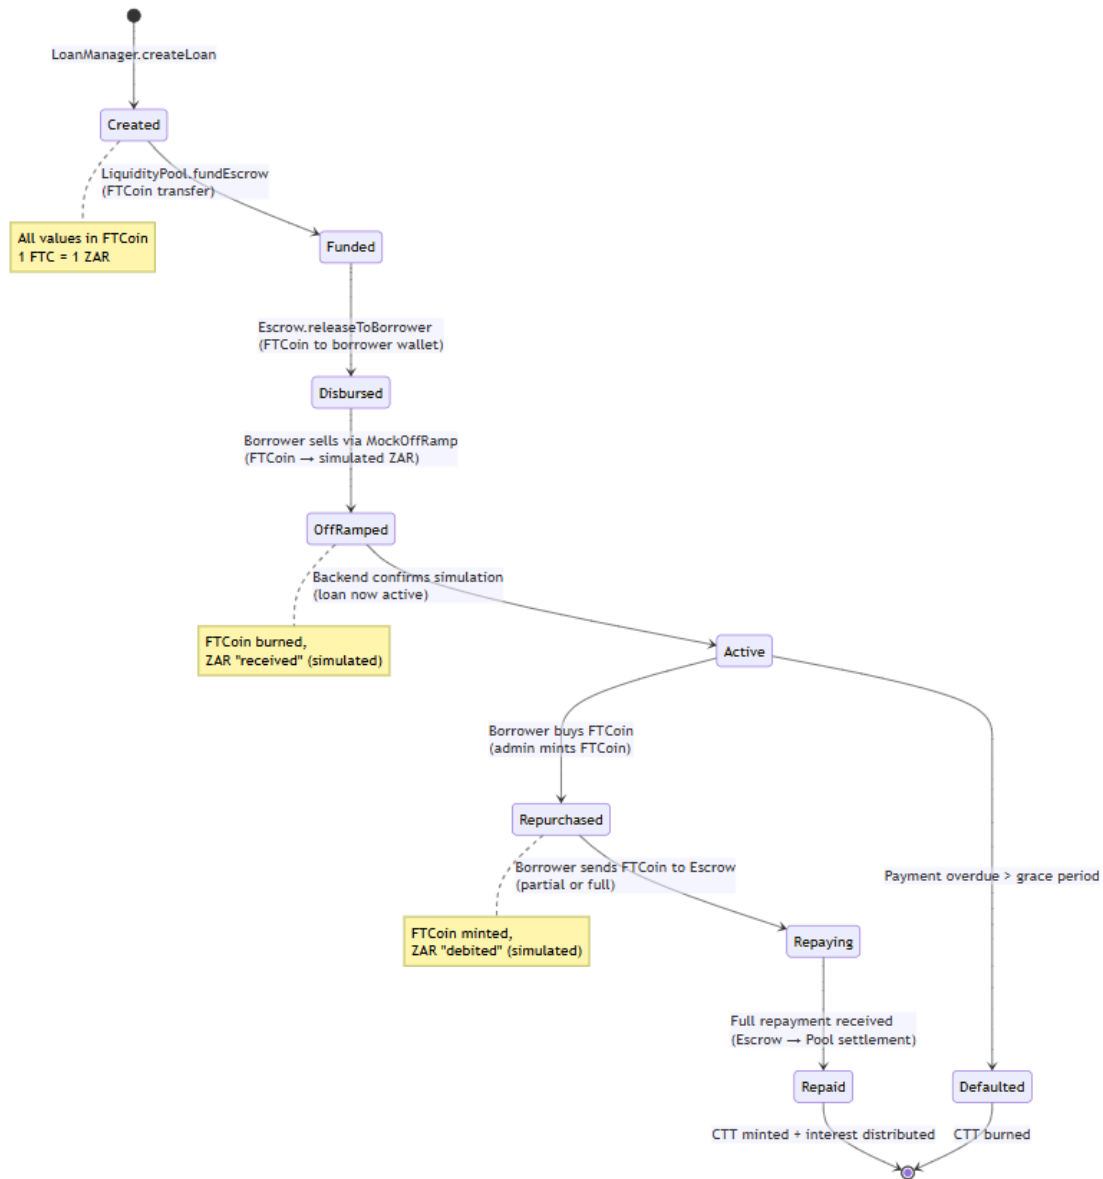 LoanManager.createLoan
Created
LiquidityPool.fundEscrow
(FTCoin transfer)
All values in FTCoin
1 FTC = 1 ZAR
Funded
Escrow.releaseToBorrower
(FTCoin to borrower wallet)
Disbursed
Borrower sells via MockOffRamp
(FTCoin → simulated ZAR)
OffRamped
Backend confirms simulation
(loan now active)
FTCoin burned,
ZAR "received" (simulated)
Active
Borrower buys FTCoin
(admin mints FTCoin)
Repurchased
Borrower sends FTCoin to Escrow
(partial or full)
Payment overdue > grace period
FTCoin minted,
ZAR "debited" (simulated)
Repaying
Full repayment received
(Escrow → Pool settlement)
Repaid
Defaulted
CTT minted + interest distributed
CTT burned